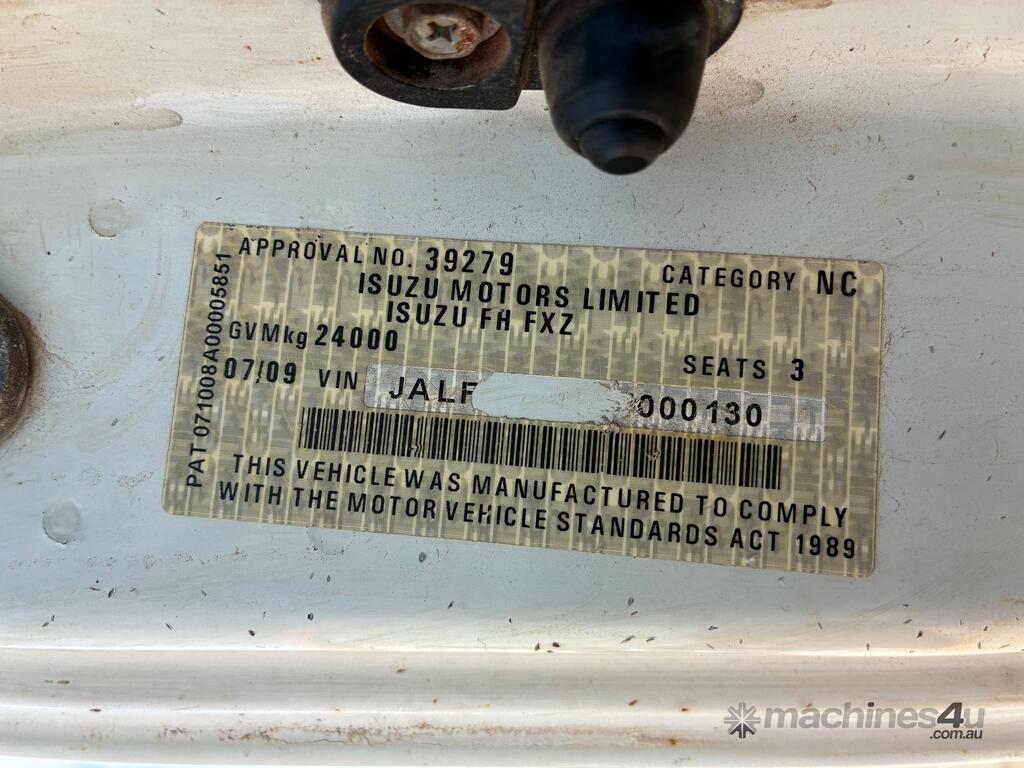 APPROVAL NO. 39279 CATEGORY NC
ISUZU MOTORS LIMITED
ISUZU FH FXZ
GVMkg 24000 SEATS 3
07/09 VIN JALF 000130
THIS VEHICLE WAS MANUFACTURED TO COMPLY
WITH THE MOTOR VEHICLE STANDARDS ACT 1989
PAT 071008A00005851
machines4u
.com.au